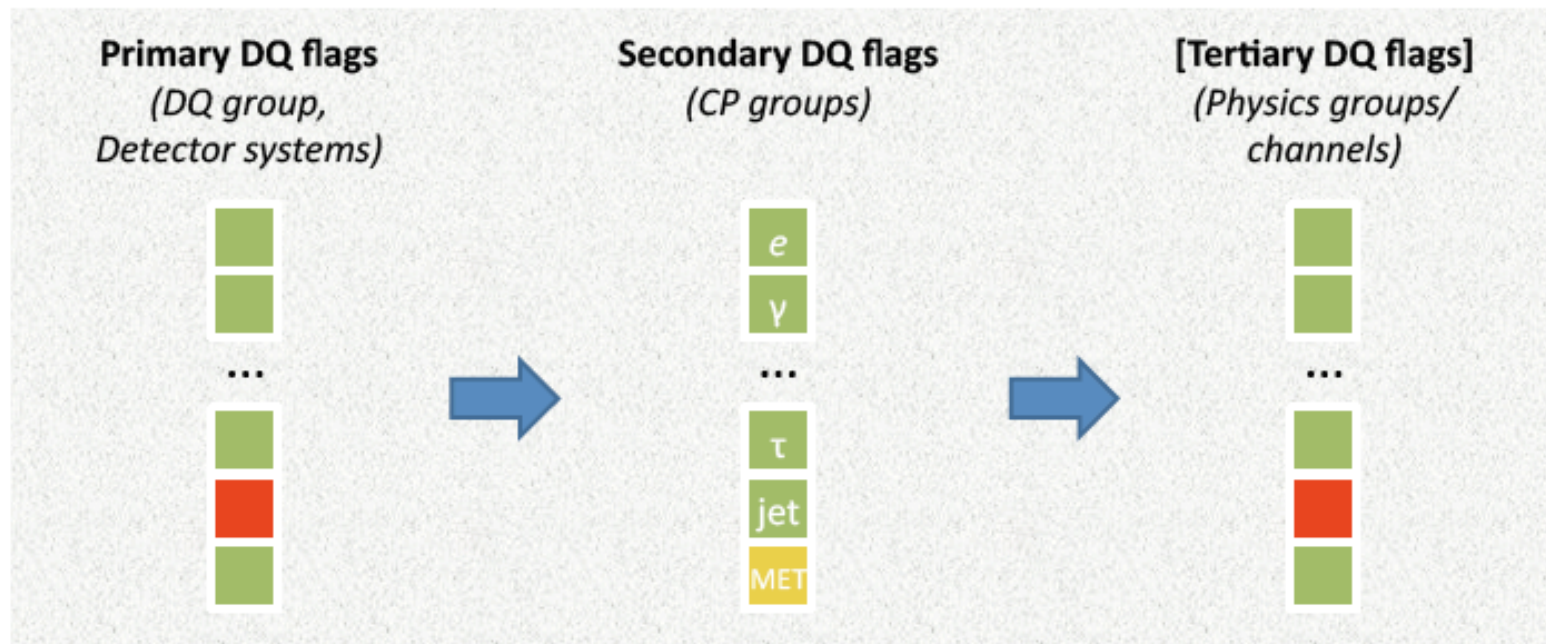 Primary DQ flags
(DQ group,
Detector systems)
...
Secondary DQ flags
(CP groups)
e
γ
...
τ
jet
MET
[Tertiary DQ flags]
(Physics groups/
channels)
...